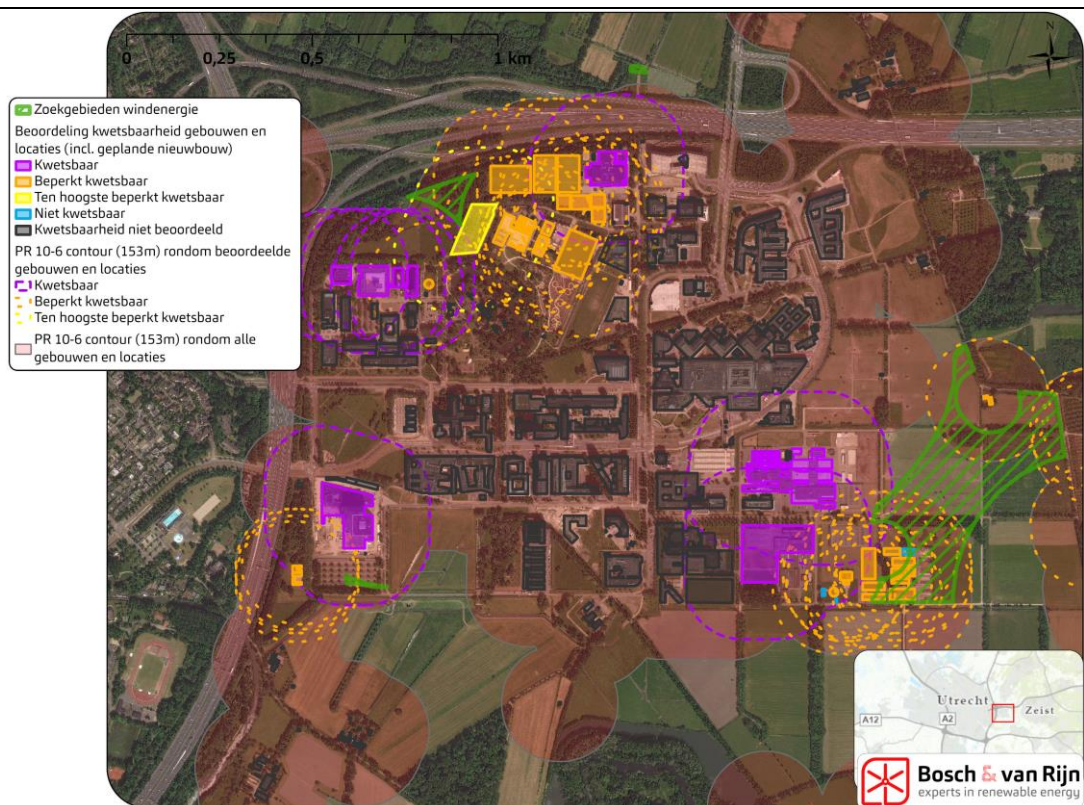 0
0,25
0,5
1 km
N
Zoekgebieden windenergie
Beoordeling kwetsbaarheid gebouwen en
locaties (incl. geplande nieuwbouw)
Kwetsbaar
Beperkt kwetsbaar
Ten hoogste beperkt kwetsbaar
Niet kwetsbaar
Kwetsbaarheid niet beoordeeld
PR 10-6 contour (153m) rondom beoordeelde
gebouwen en locaties
Kwetsbaar
Beperkt kwetsbaar
Ten hoogste beperkt kwetsbaar
PR 10-6 contour (153m) rondom alle
gebouwen en locaties
Utrecht
Zeist
A12
A2
Bosch & van Rijn
experts in renewable energy